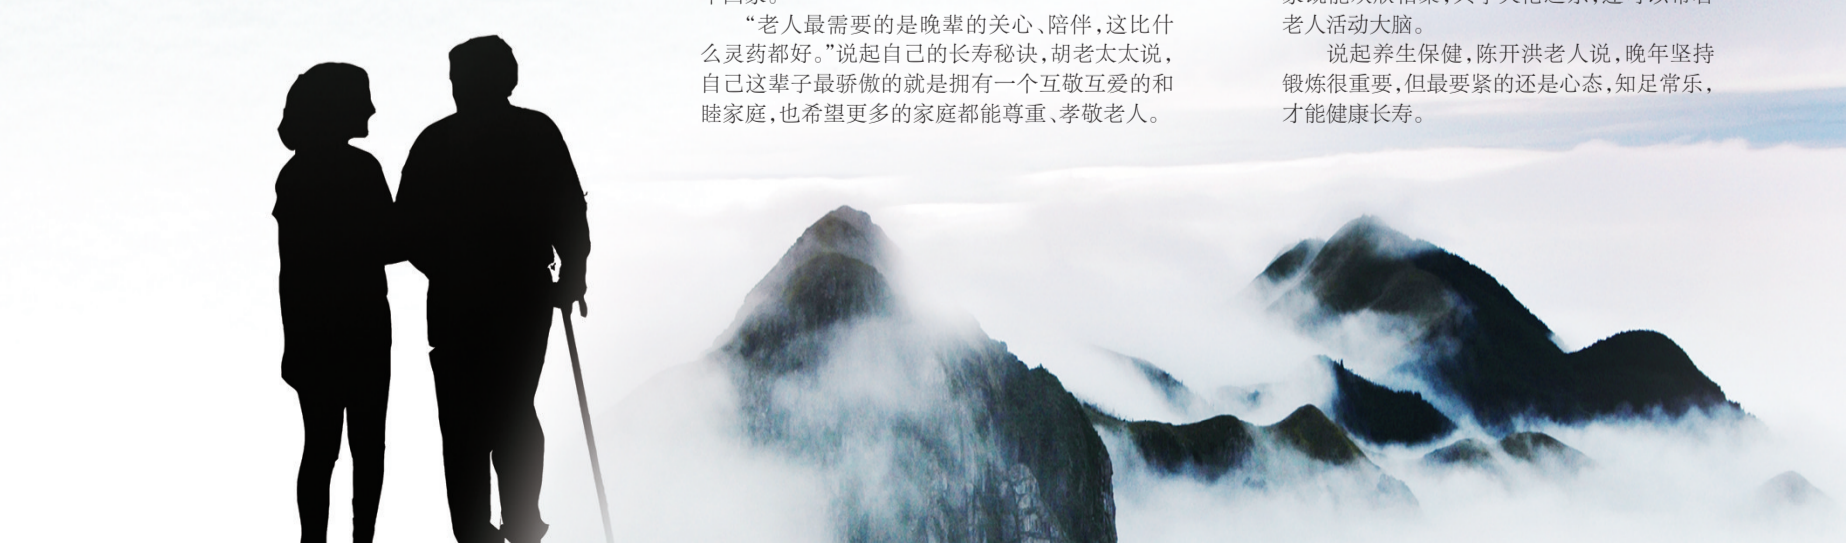 “老人最需要的是晚辈的关心、陪伴，这比什
么灵药都好。”说起自己的长寿秘诀，胡老太太说，
自己这辈子最骄傲的就是拥有一个互敬互爱的和
睦家庭，也希望更多的家庭都能尊重、孝敬老人。
老人活动大脑。
说起养生保健，陈开洪老人说，晚年坚持
锻炼很重要，但最要紧的还是心态，知足常乐，
才能健康长寿。